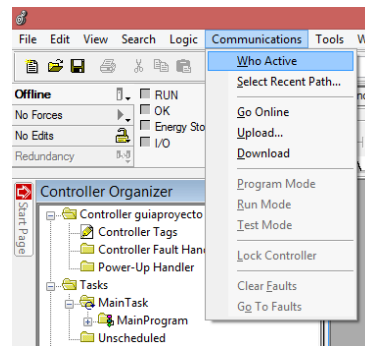 File Edit View Search Logic Communications Tools
Offline
RUN
No Forces
OK
Energy Sto
No Edits
I/O
Redundancy
Who Active
Select Recent Path...
Go Online
Upload...
Download
Program Mode
Run Mode
Test Mode
Lock Controller
Clear Faults
Go To Faults
Start Page
Controller Organizer
Controller guiaproyecto
Controller Tags
Controller Fault Han
Power-Up Handler
Tasks
MainTask
MainProgram
Unscheduled